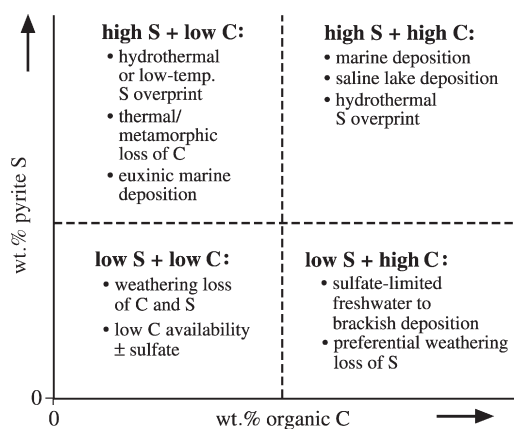 high S + low C:
• hydrothermal
or low-temp.
S overprint
• thermal/
metamorphic
loss of C
• euxinic marine
deposition
high S + high C:
• marine deposition
• saline lake deposition
• hydrothermal
S overprint
low S + low C:
• weathering loss
of C and S
• low C availability
± sulfate
low S + high C:
• sulfate-limited
freshwater to
brackish deposition
• preferential weathering
loss of S
wt.% pyrite S
0
0
wt.% organic C